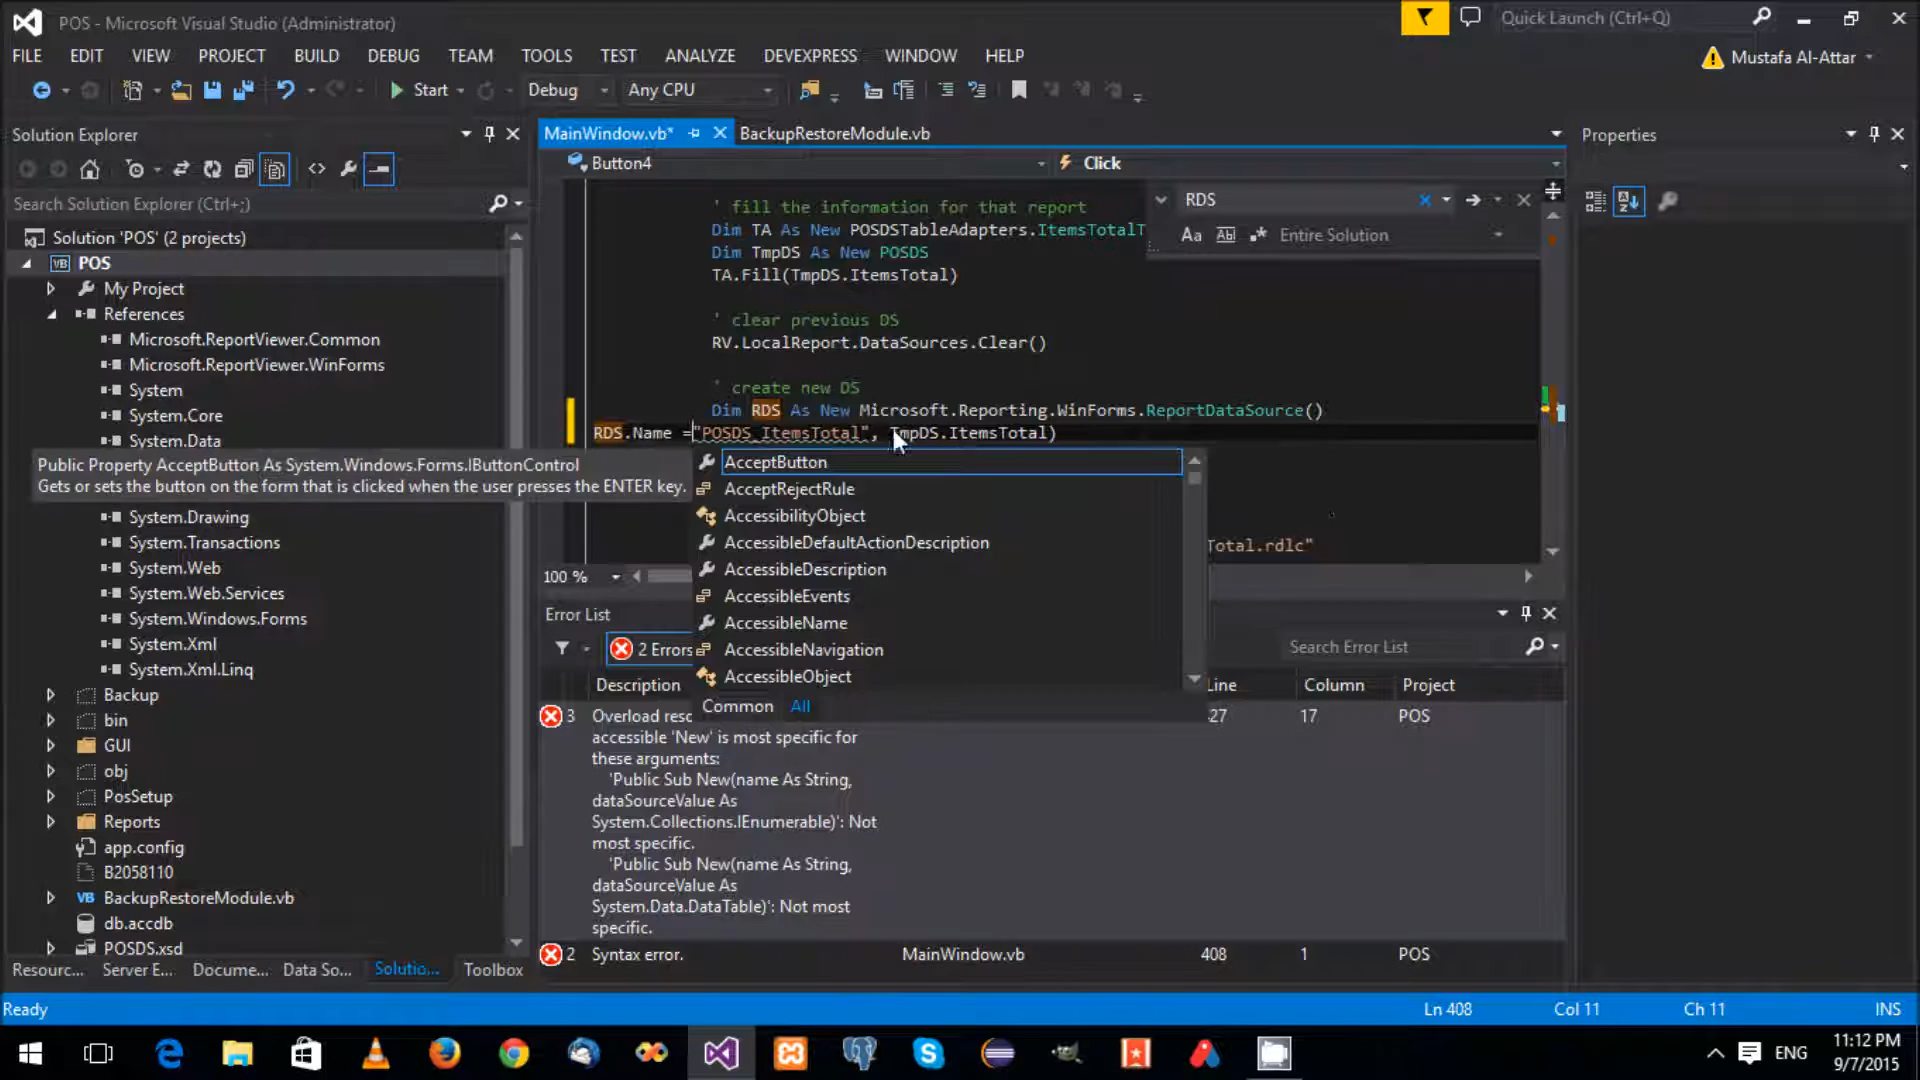 POS - Microsoft Visual Studio (Administrator)
Quick Launch (Ctrl+Q)
FILE EDIT VIEW PROJECT BUILD DEBUG TEAM TOOLS TEST ANALYZE DEVEXPRESS WINDOW HELP
Mustafa Al-Attar
Start Debug Any CPU
Solution Explorer
Search Solution Explorer (Ctrl+;)
Solution 'POS' (2 projects)
VB POS
My Project
References
Microsoft.ReportViewer.Common
Microsoft.ReportViewer.WinForms
System
System.Core
System.Data
Public Property AcceptButton As System.Windows.Forms.IButtonControl
Gets or sets the button on the form that is clicked when the user presses the ENTER key.
System.Drawing
System.Transactions
System.Web
System.Web.Services
System.Windows.Forms
System.Xml
System.Xml.Linq
Backup
bin
GUI
obj
PosSetup
Reports
app.config
B2058110
VB BackupRestoreModule.vb
db.accdb
POSDS.xsd
Resourc... Server E... Docume... Data So... Solutio... Toolbox
MainWindow.vb* BackupRestoreModule.vb
Button4 Click
RDS
Aa Abl Entire Solution
' fill the information for that report
Dim TA As New POSDSTableAdapters.ItemsTotalT
Dim TmpDS As New POSDS
TA.Fill(TmpDS.ItemsTotal)
' clear previous DS
RV.LocalReport.DataSources.Clear()
' create new DS
Dim RDS As New Microsoft.Reporting.WinForms.ReportDataSource()
RDS.Name ="POSDS_ItemsTotal", TmpDS.ItemsTotal)
AcceptButton
AcceptRejectRule
AccessibilityObject
AccessibleDefaultActionDescription
AccessibleDescription
AccessibleEvents
AccessibleName
AccessibleNavigation
AccessibleObject
Common All
Total.rdlc"
100 %
Error List
2 Errors
Search Error List
Description Line Column Project
3 Overload reso 17 POS
accessible 'New' is most specific for
these arguments:
'Public Sub New(name As String,
dataSourceValue As
System.Collections.IEnumerable)': Not
most specific.
'Public Sub New(name As String,
dataSourceValue As
System.Data.DataTable)': Not most
specific.
2 Syntax error. MainWindow.vb 408 1 POS
Properties
Ready Ln 408 Col 11 Ch 11 INS
ENG
11:12 PM
9/7/2015